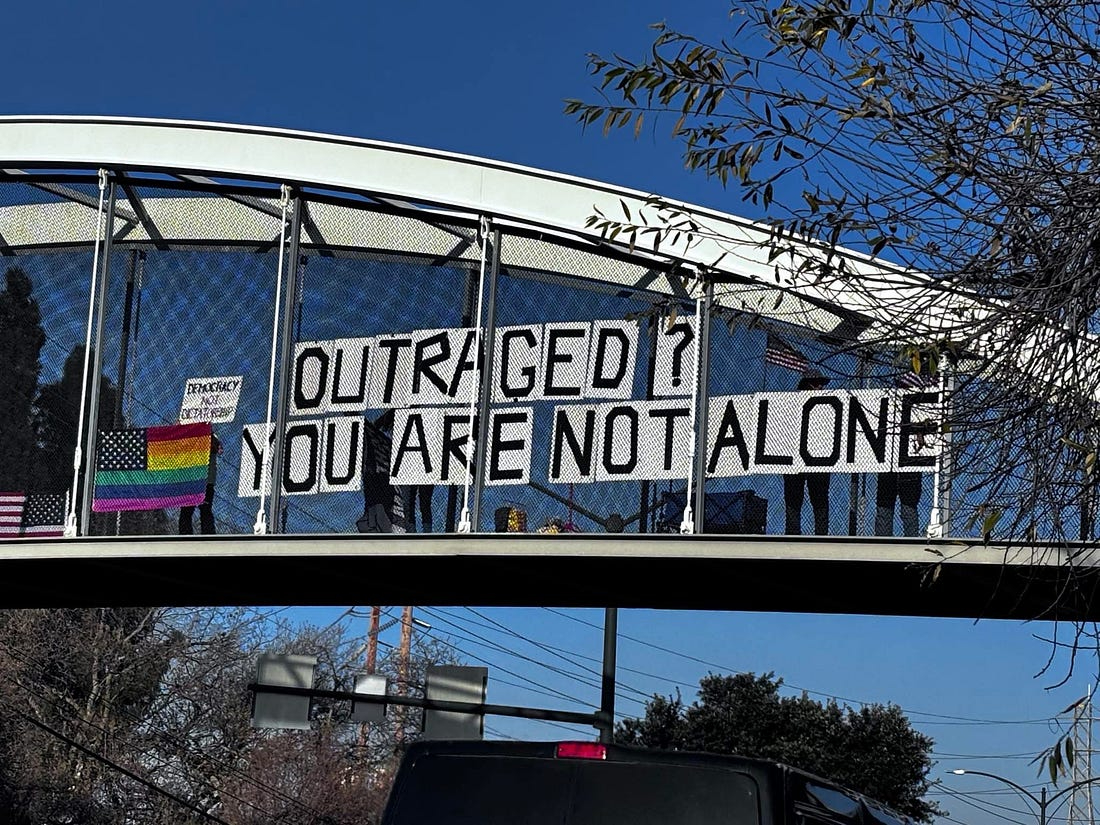 OUTRAGED ?
YOU ARE NOT ALONE
DEMOCRACY
NOT
DICTATORSHIP